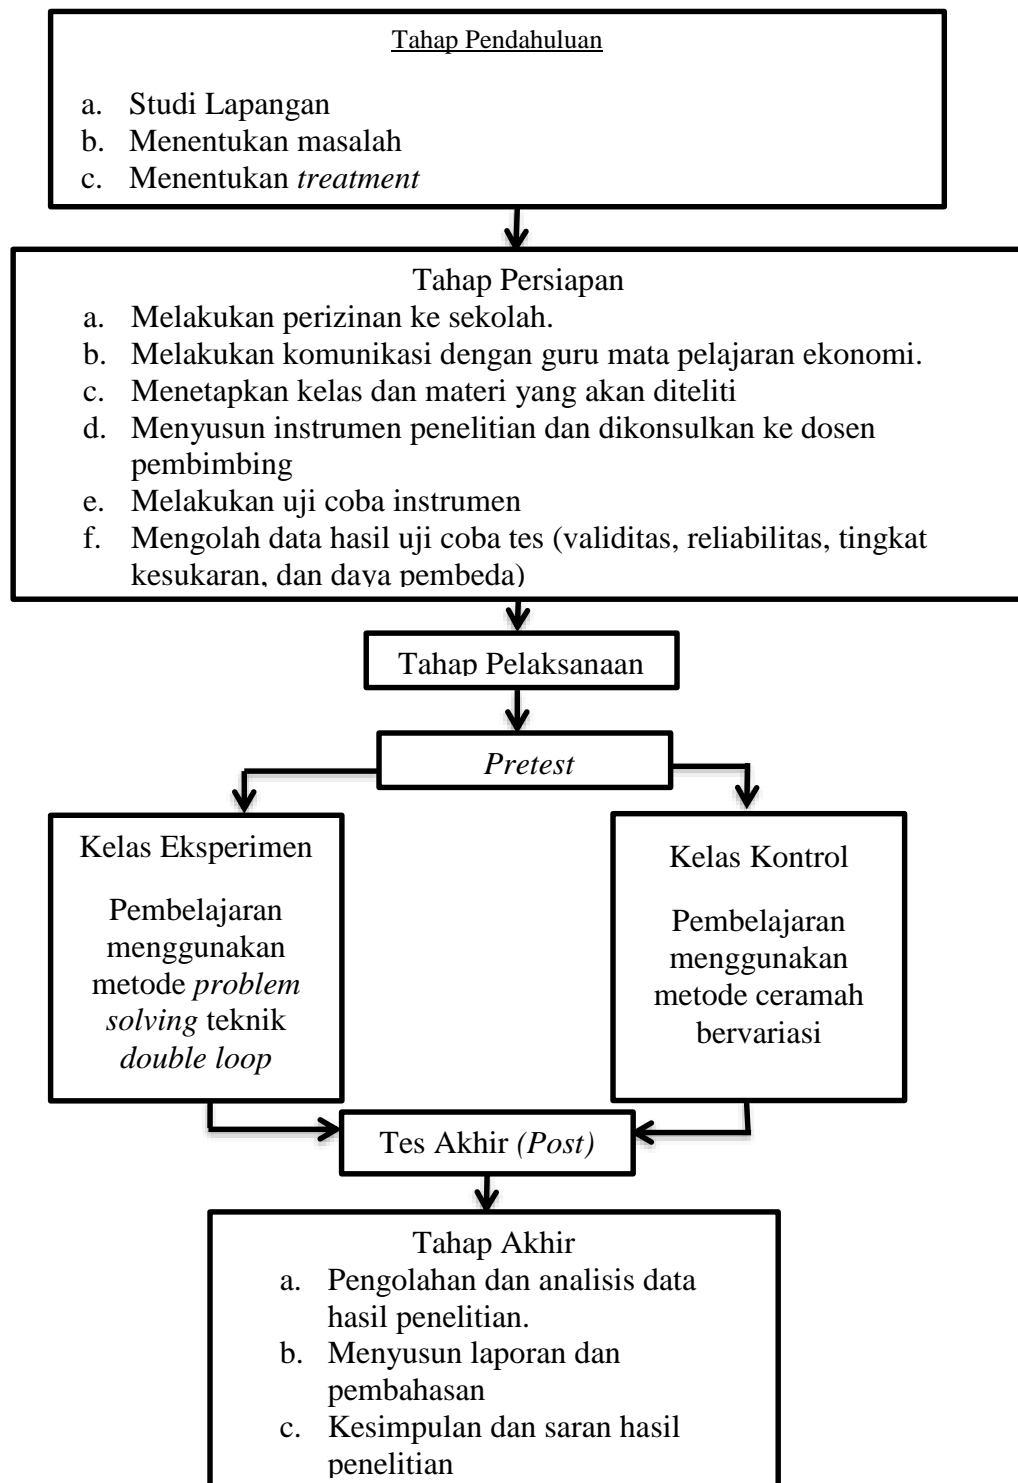 Tahap Pendahuluan
a. Studi Lapangan
b. Menentukan masalah
c. Menentukan treatment
Tahap Persiapan
a. Melakukan perizinan ke sekolah.
b. Melakukan komunikasi dengan guru mata pelajaran ekonomi.
c. Menetapkan kelas dan materi yang akan diteliti
d. Menyusun instrumen penelitian dan dikonsulkan ke dosen
pembimbing
e. Melakukan uji coba instrumen
f. Mengolah data hasil uji coba tes (validitas, reliabilitas, tingkat
kesukaran, dan daya pembeda)
Tahap Pelaksanaan
Pretest
Kelas Eksperimen
Pembelajaran
menggunakan
metode problem
solving teknik
double loop
Kelas Kontrol
Pembelajaran
menggunakan
metode ceramah
bervariasi
Tes Akhir (Post)
Tahap Akhir
a. Pengolahan dan analisis data
hasil penelitian.
b. Menyusun laporan dan
pembahasan
c. Kesimpulan dan saran hasil
penelitian